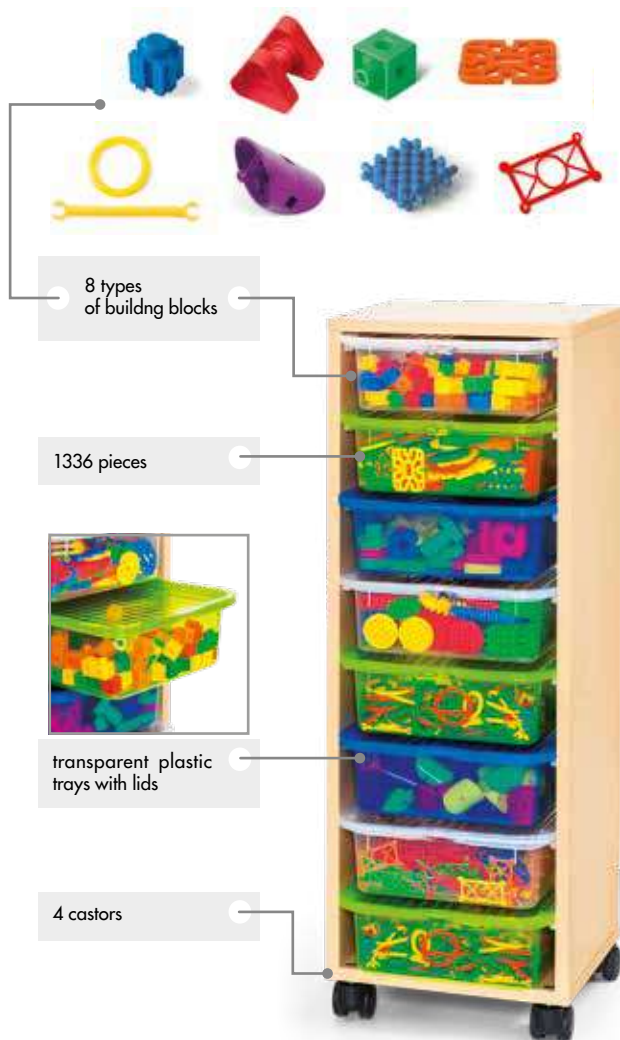 8 types
of buildng blocks
1336 pieces
transparent plastic
trays with lids
4 castors